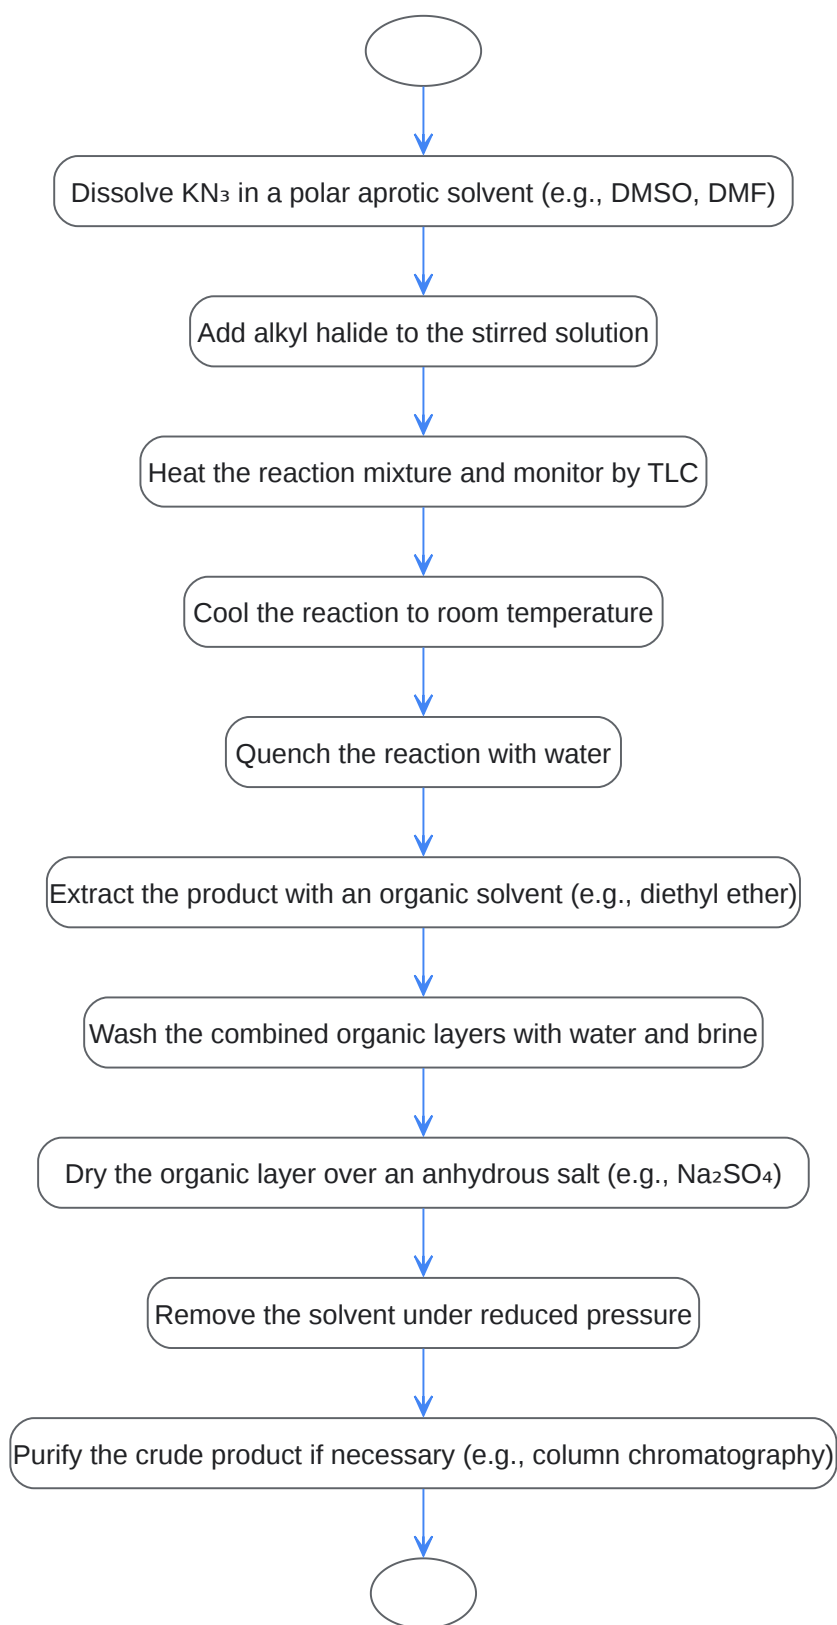 Dissolve KN₃ in a polar aprotic solvent (e.g., DMSO, DMF)
Add alkyl halide to the stirred solution
Heat the reaction mixture and monitor by TLC
Cool the reaction to room temperature
Quench the reaction with water
Extract the product with an organic solvent (e.g., diethyl ether)
Wash the combined organic layers with water and brine
Dry the organic layer over an anhydrous salt (e.g., Na₂SO₄)
Remove the solvent under reduced pressure
Purify the crude product if necessary (e.g., column chromatography)